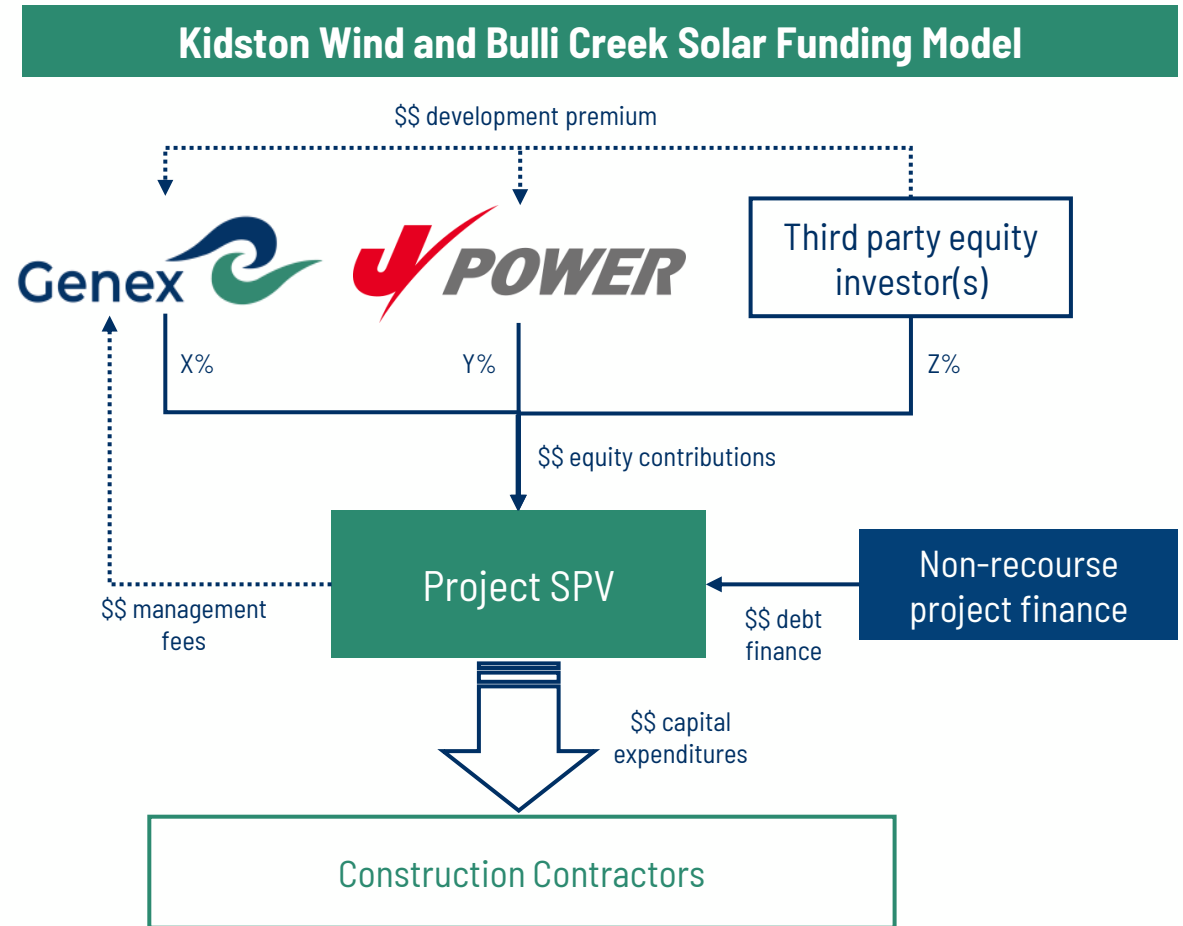 Kidston Wind and Bulli Creek Solar Funding Model
$$ development premium
Genex
J POWER
Third party equity
investor(s)
X%
Y%
Z%
$$ equity contributions
Project SPV
Non-recourse
project finance
$$ management
fees
$$ debt
finance
$$ capital
expenditures
Construction Contractors